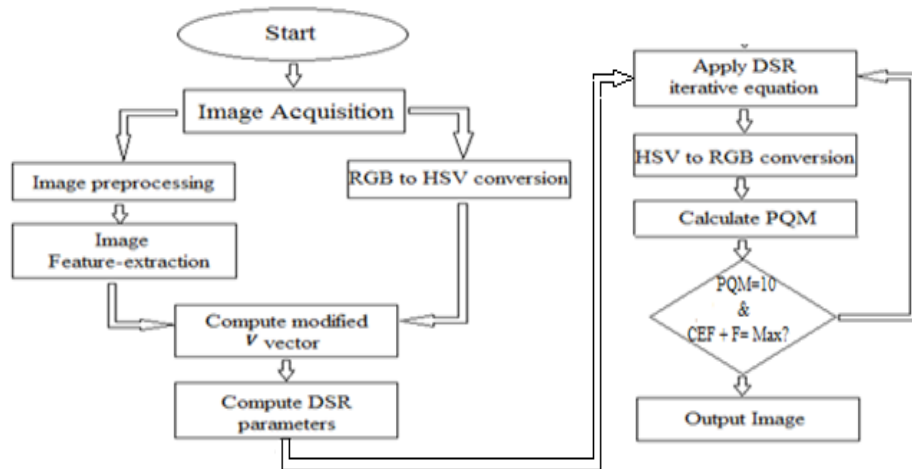 Start
Image Acquisition
Image preprocessing
RGB to HSV conversion
Image
Feature-extraction
Compute modified
V vector
Compute DSR
parameters
Apply DSR
iterative equation
HSV to RGB conversion
Calculate PQM
PQM=10
&
CEF + F= Max?
Output Image